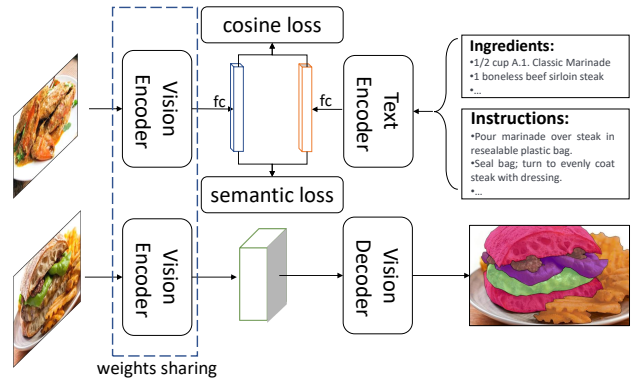 cosine loss
Vision
Encoder
fc
fc
Text
Encoder
Ingredients:
•1/2 cup A.1. Classic Marinade
•1 boneless beef sirloin steak
•...
Instructions:
•Pour marinade over steak in
resealable plastic bag.
•Seal bag; turn to evenly coat
steak with dressing.
•...
semantic loss
Vision
Encoder
Vision
Decoder
weights sharing